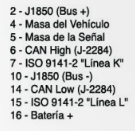 2 - J1850 (Bus +)
4 - Masa del Vehículo
5 - Masa de la Señal
6 - CAN High (J-2284)
7 - ISO 9141-2 "Línea K"
10 - J1850 (Bus -)
14 - CAN Low (J-2284)
15 - ISO 9141-2 "Línea L"
16 - Batería +